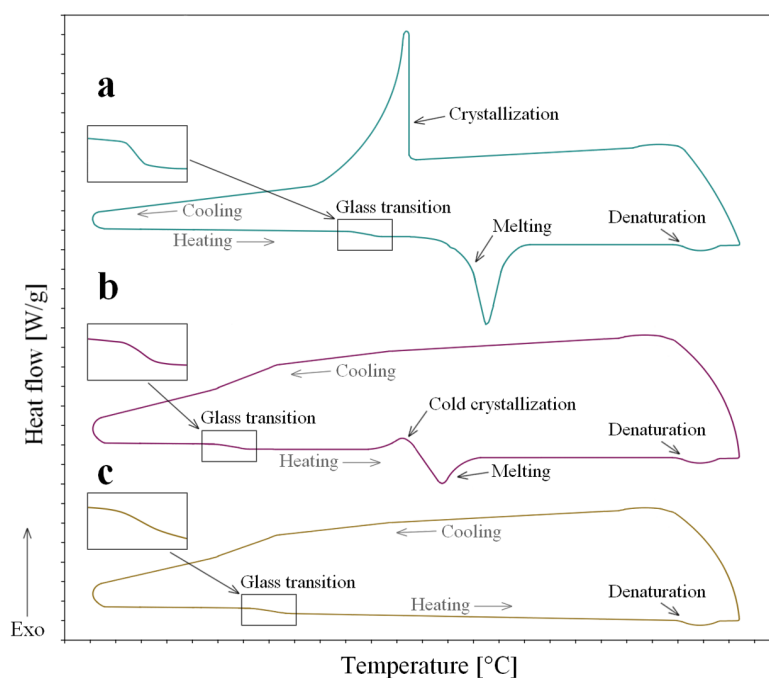 a
Crystallization
Glass transition
Cooling
Heating
Melting
Denaturation
b
Cooling
Cold crystallization
Glass transition
Denaturation
Heating
Melting
c
Cooling
Glass transition
Heating
Denaturation
Heat flow [W/g]
Exo
Temperature [°C]